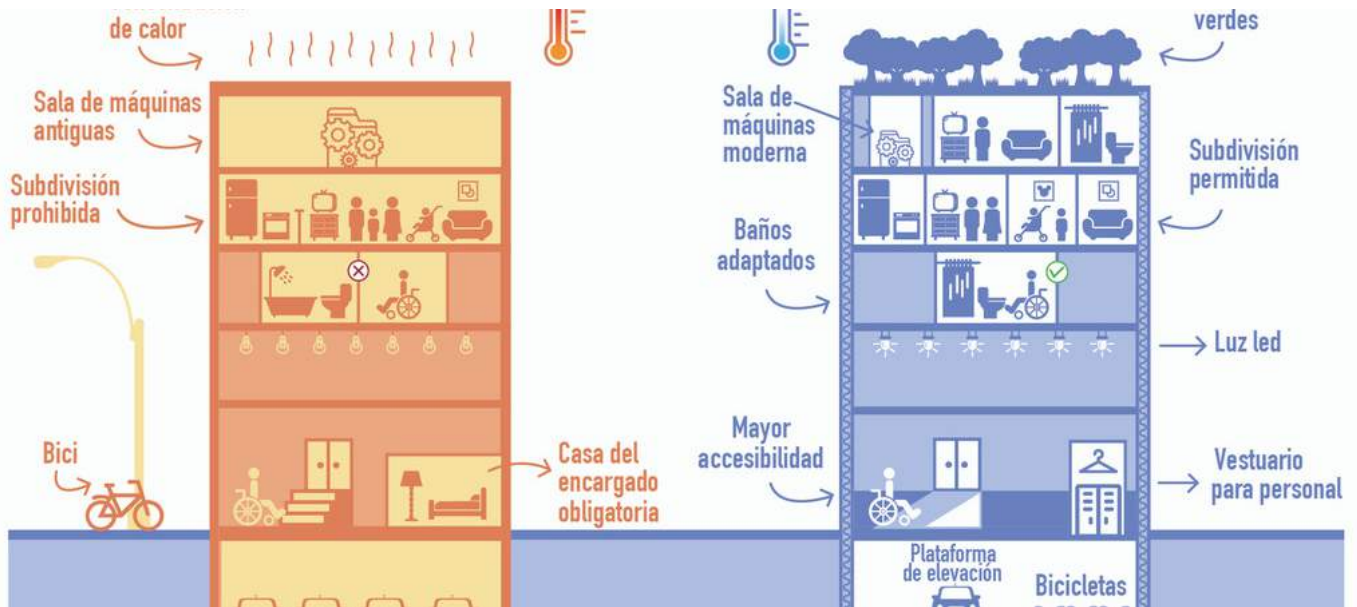 de calor
Sala de máquinas
antiguas
Subdivisión
prohibida
Bici
Casa del
encargado
obligatoria
verdes
Sala de
máquinas
moderna
Subdivisión
permitida
Baños
adaptados
Luz led
Mayor
accesibilidad
Vestuario
para personal
Plataforma
de elevación
Bicicletas